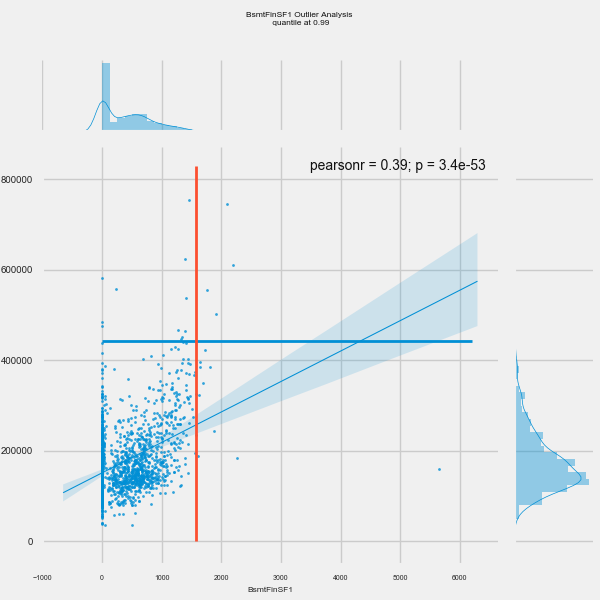 BsmtFinSF1 Outlier Analysis
quantile at 0.99
pearsonr = 0.39; p = 3.4e-53
800000
600000
400000
200000
0
−1000 0 1000 2000 3000 4000 5000 6000
BsmtFinSF1